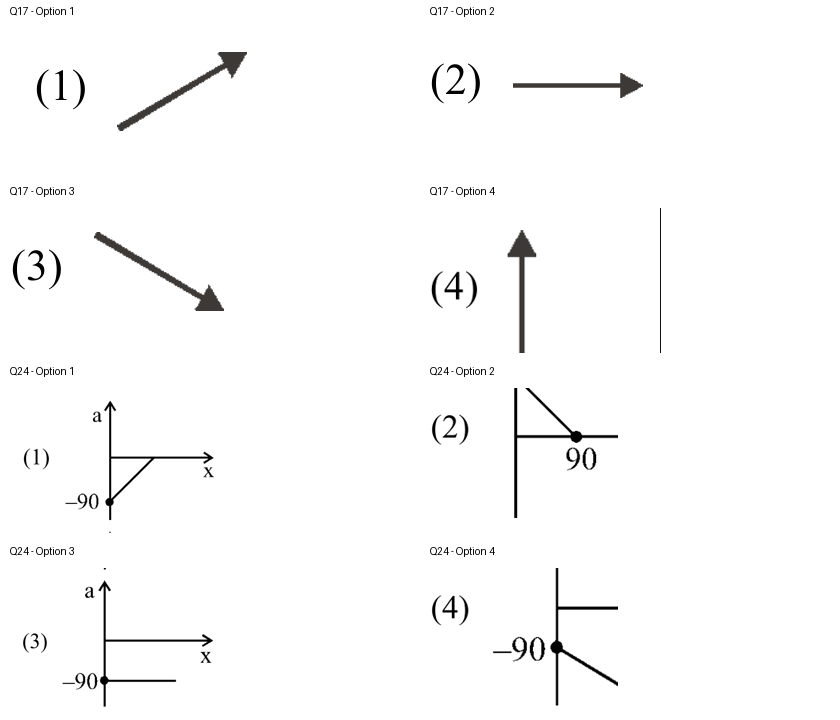 Q17 - Option 1
(1)
Q17 - Option 2
(2)
Q17 - Option 3
(3)
Q17 - Option 4
(4)
Q24 - Option 1
(1)
a
x
–90
Q24 - Option 2
(2)
90
Q24 - Option 3
(3)
a
x
–90
Q24 - Option 4
(4)
–90